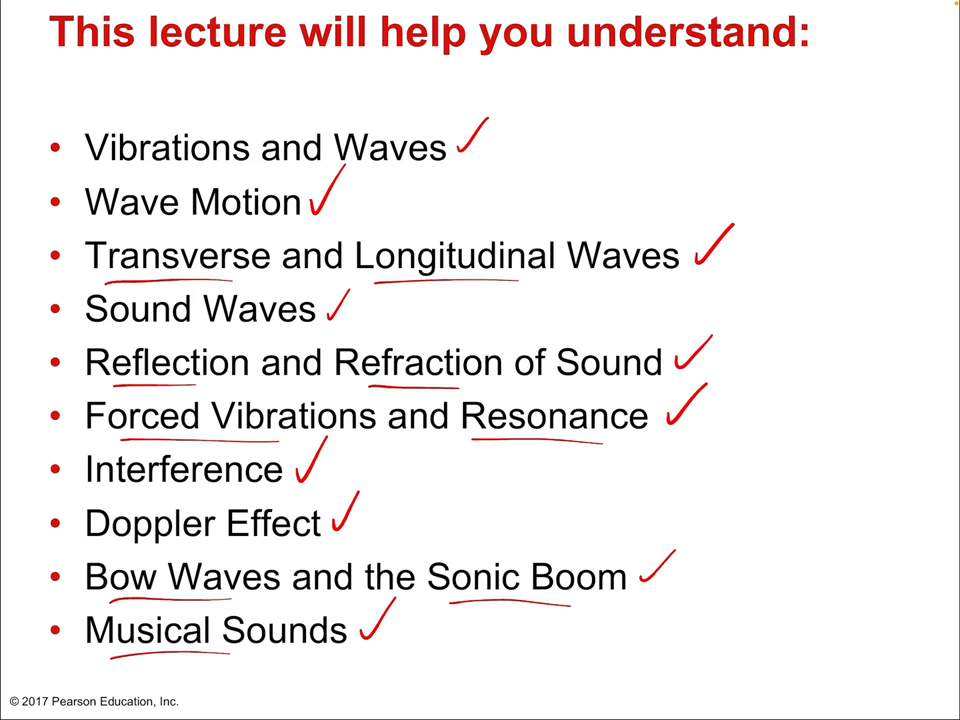 This lecture will help you understand:
• Vibrations and Waves
• Wave Motion
• Transverse and Longitudinal Waves
• Sound Waves
• Reflection and Refraction of Sound
• Forced Vibrations and Resonance
• Interference
• Doppler Effect
• Bow Waves and the Sonic Boom
• Musical Sounds
© 2017 Pearson Education, Inc.